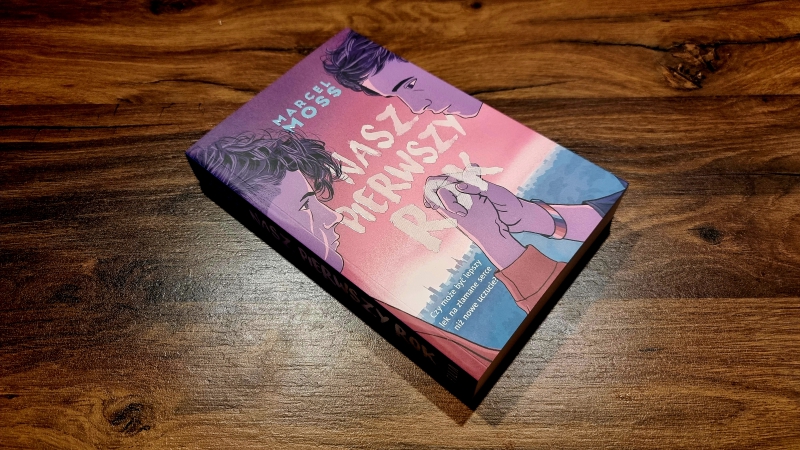 MARCEL
MOSS
NASZ
PIERWSZY
ROK
Czy może być lepszy
lek na złamane serce
niż nowe uczucie?
NASZ PIERWSZY ROK